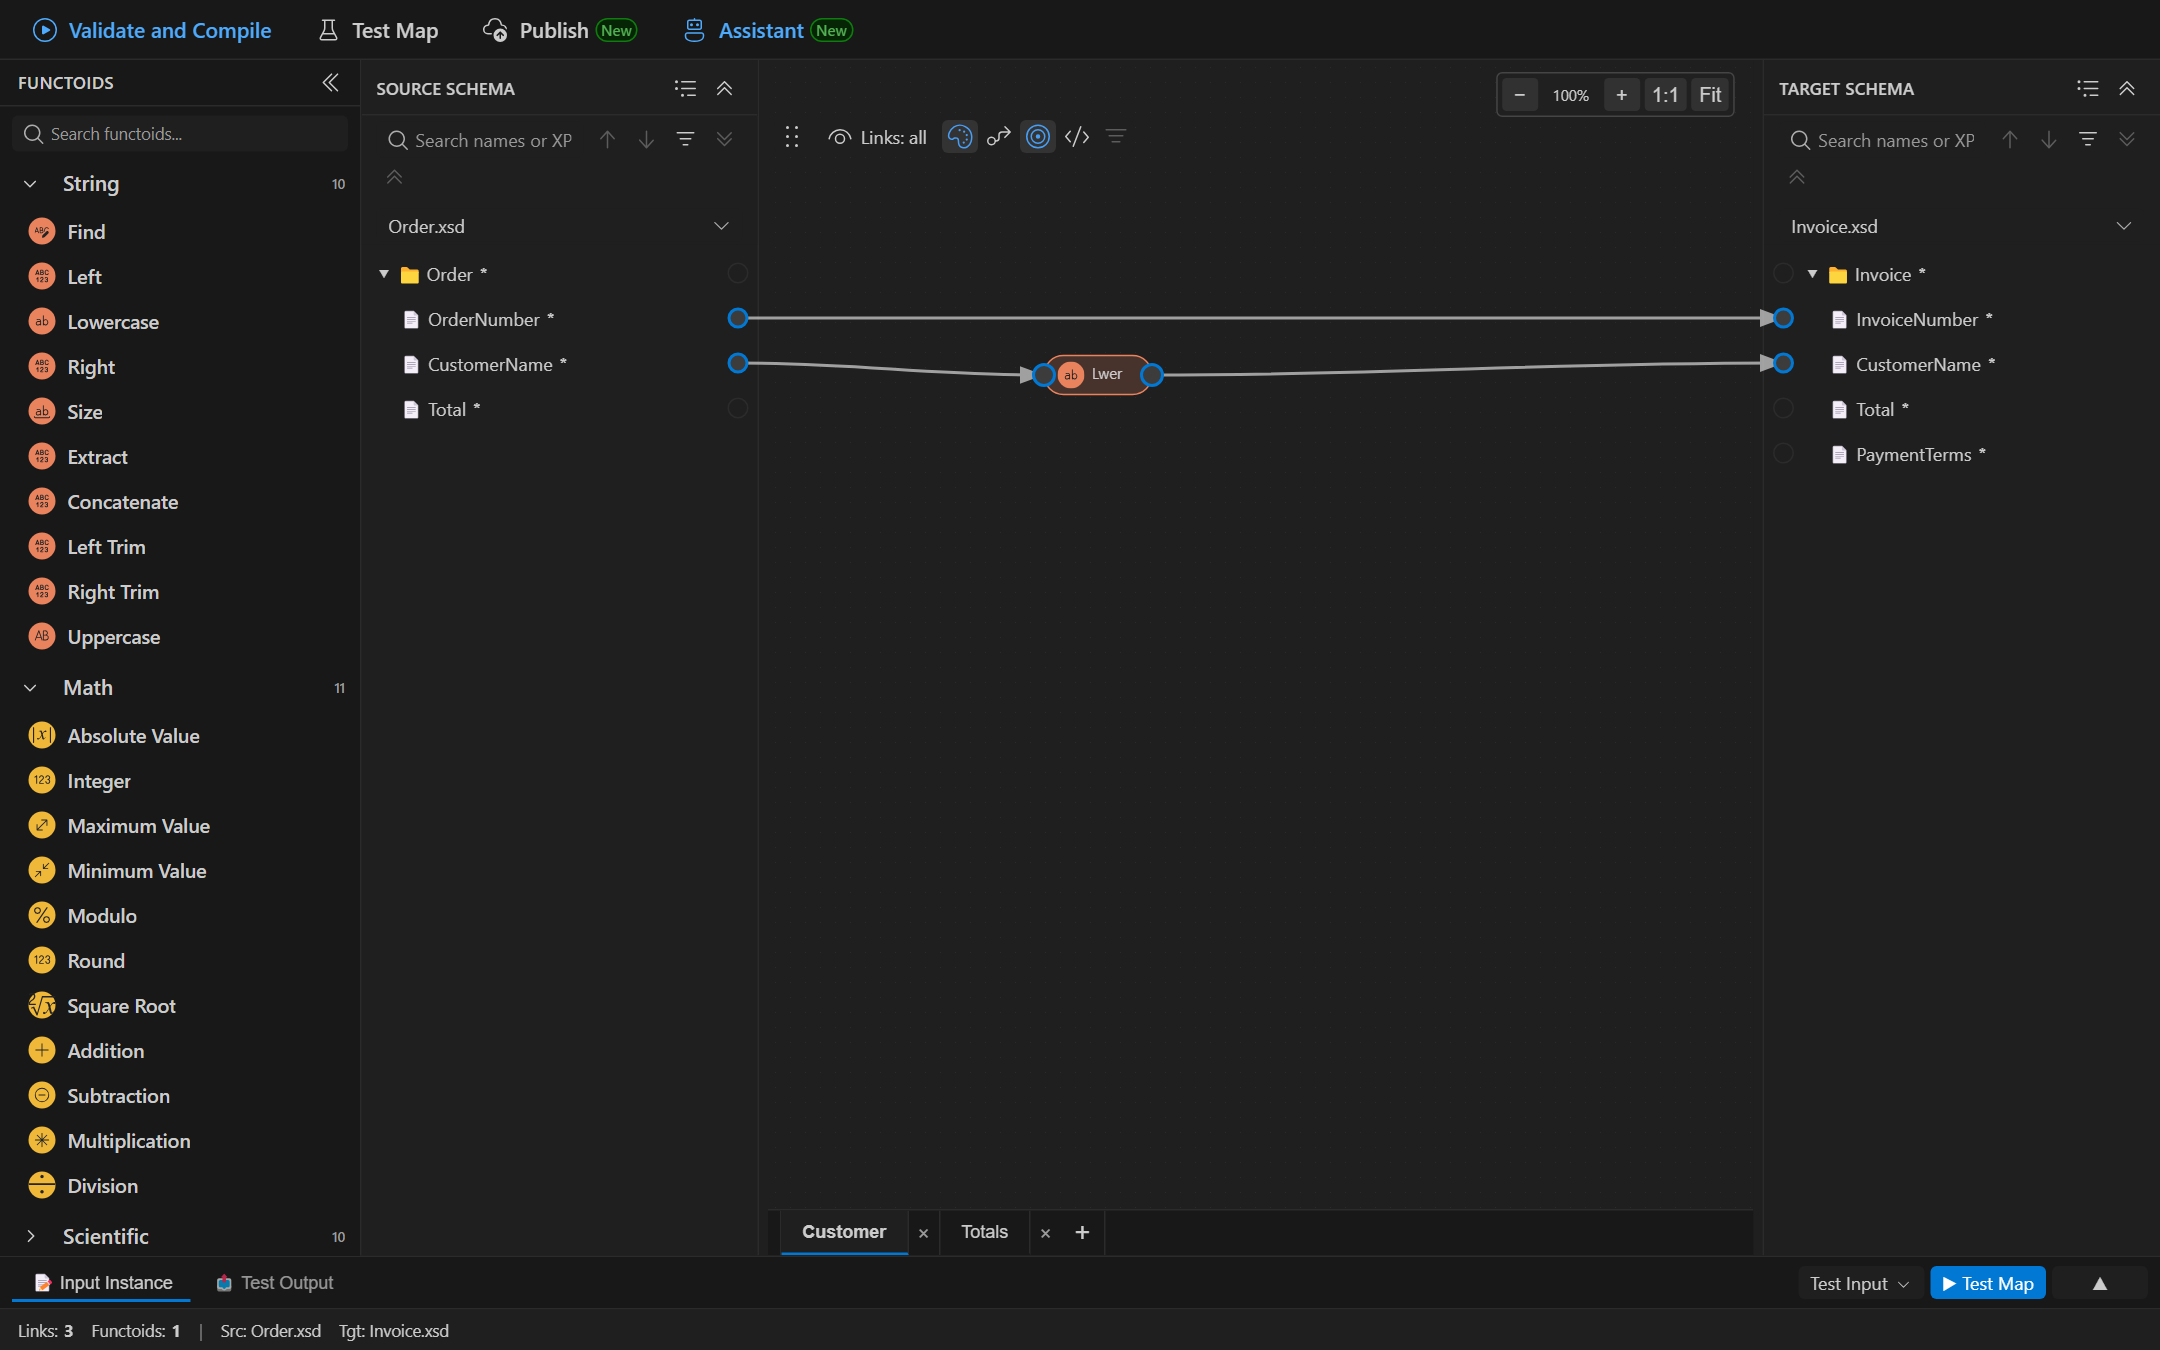 Validate and Compile
Test Map
Publish New
Assistant New
FUNCTOIDS
Search functoids...
String 10
Find
Left
Lowercase
Right
Size
Extract
Concatenate
Left Trim
Right Trim
Uppercase
Math 11
Absolute Value
Integer
Maximum Value
Minimum Value
Modulo
Round
Square Root
Addition
Subtraction
Multiplication
Division
Scientific 10
SOURCE SCHEMA
Search names or XP
Order.xsd
Order *
OrderNumber *
CustomerName *
Total *
Links: all
100%
1:1
Fit
ab Lwer
Customer
Totals
TARGET SCHEMA
Search names or XP
Invoice.xsd
Invoice *
InvoiceNumber *
CustomerName *
Total *
PaymentTerms *
Input Instance
Test Output
Test Input
Test Map
Links: 3 Functoids: 1 | Src: Order.xsd Tgt: Invoice.xsd